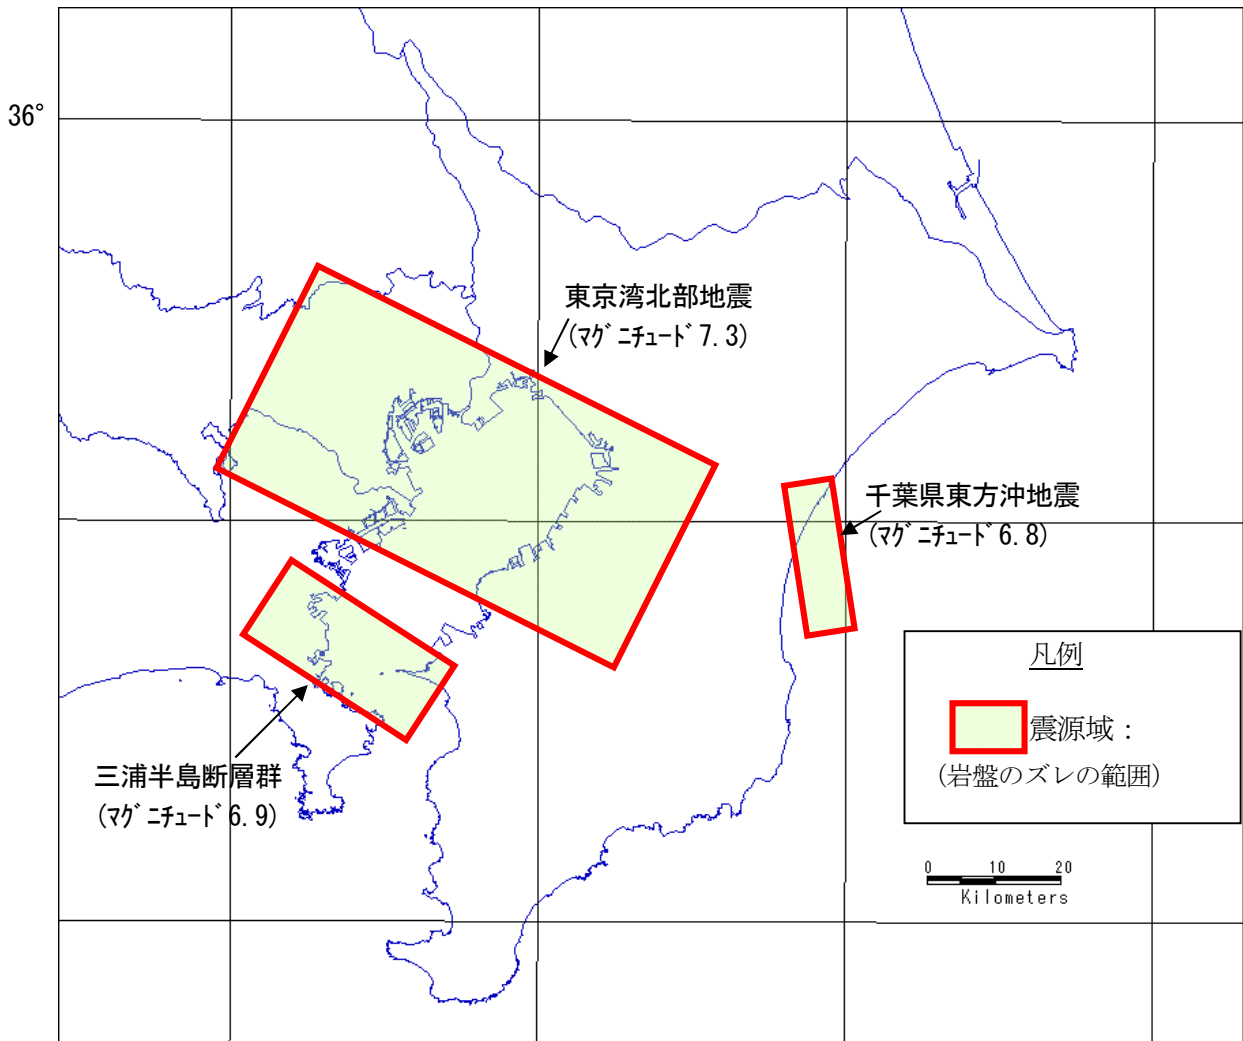 36°
東京湾北部地震
(ﾏｸﾞﾆﾁｭｰﾄﾞ7.3)
千葉県東方沖地震
(ﾏｸﾞﾆﾁｭｰﾄﾞ6.8)
三浦半島断層群
(ﾏｸﾞﾆﾁｭｰﾄﾞ6.9)
凡例
震源域：
(岩盤のズレの範囲)
0 10 20
Kilometers